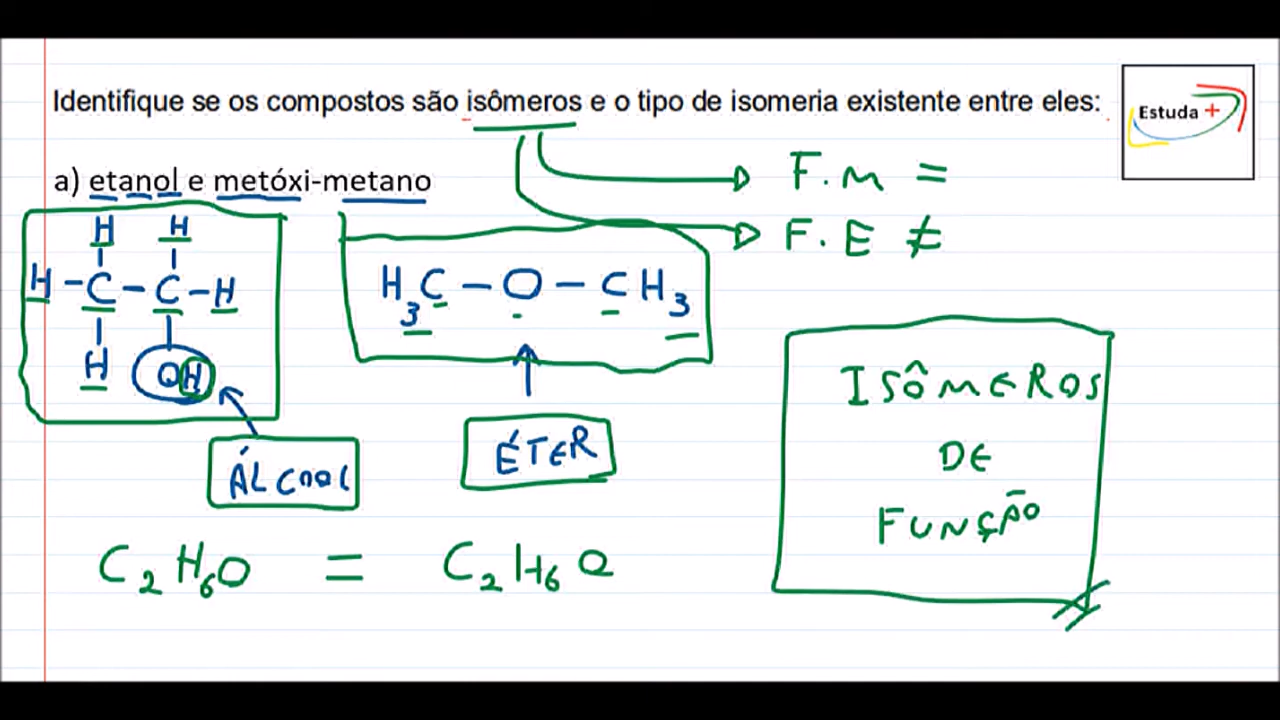 Identifique se os compostos são isômeros e o tipo de isomeria existente entre eles:
Estuda +
a) etanol e metóxi-metano
F.M =
F.E ≠
H H
H-C-C-H
H OH
H₃C-O-CH₃
ÁLCOOL
ÉTER
ISÔMEROS
DE
FUNÇÃO
C₂H₆O = C₂H₆O